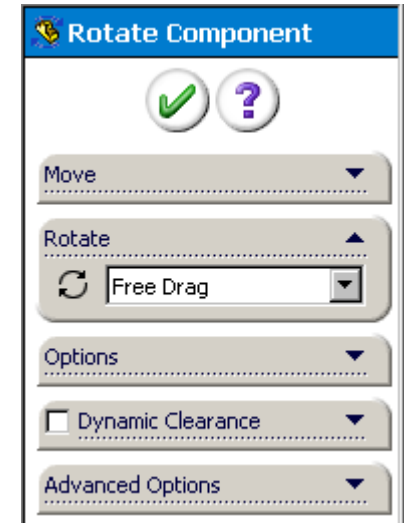 Rotate Component
?
Move
Rotate
Free Drag
Options
Dynamic Clearance
Advanced Options